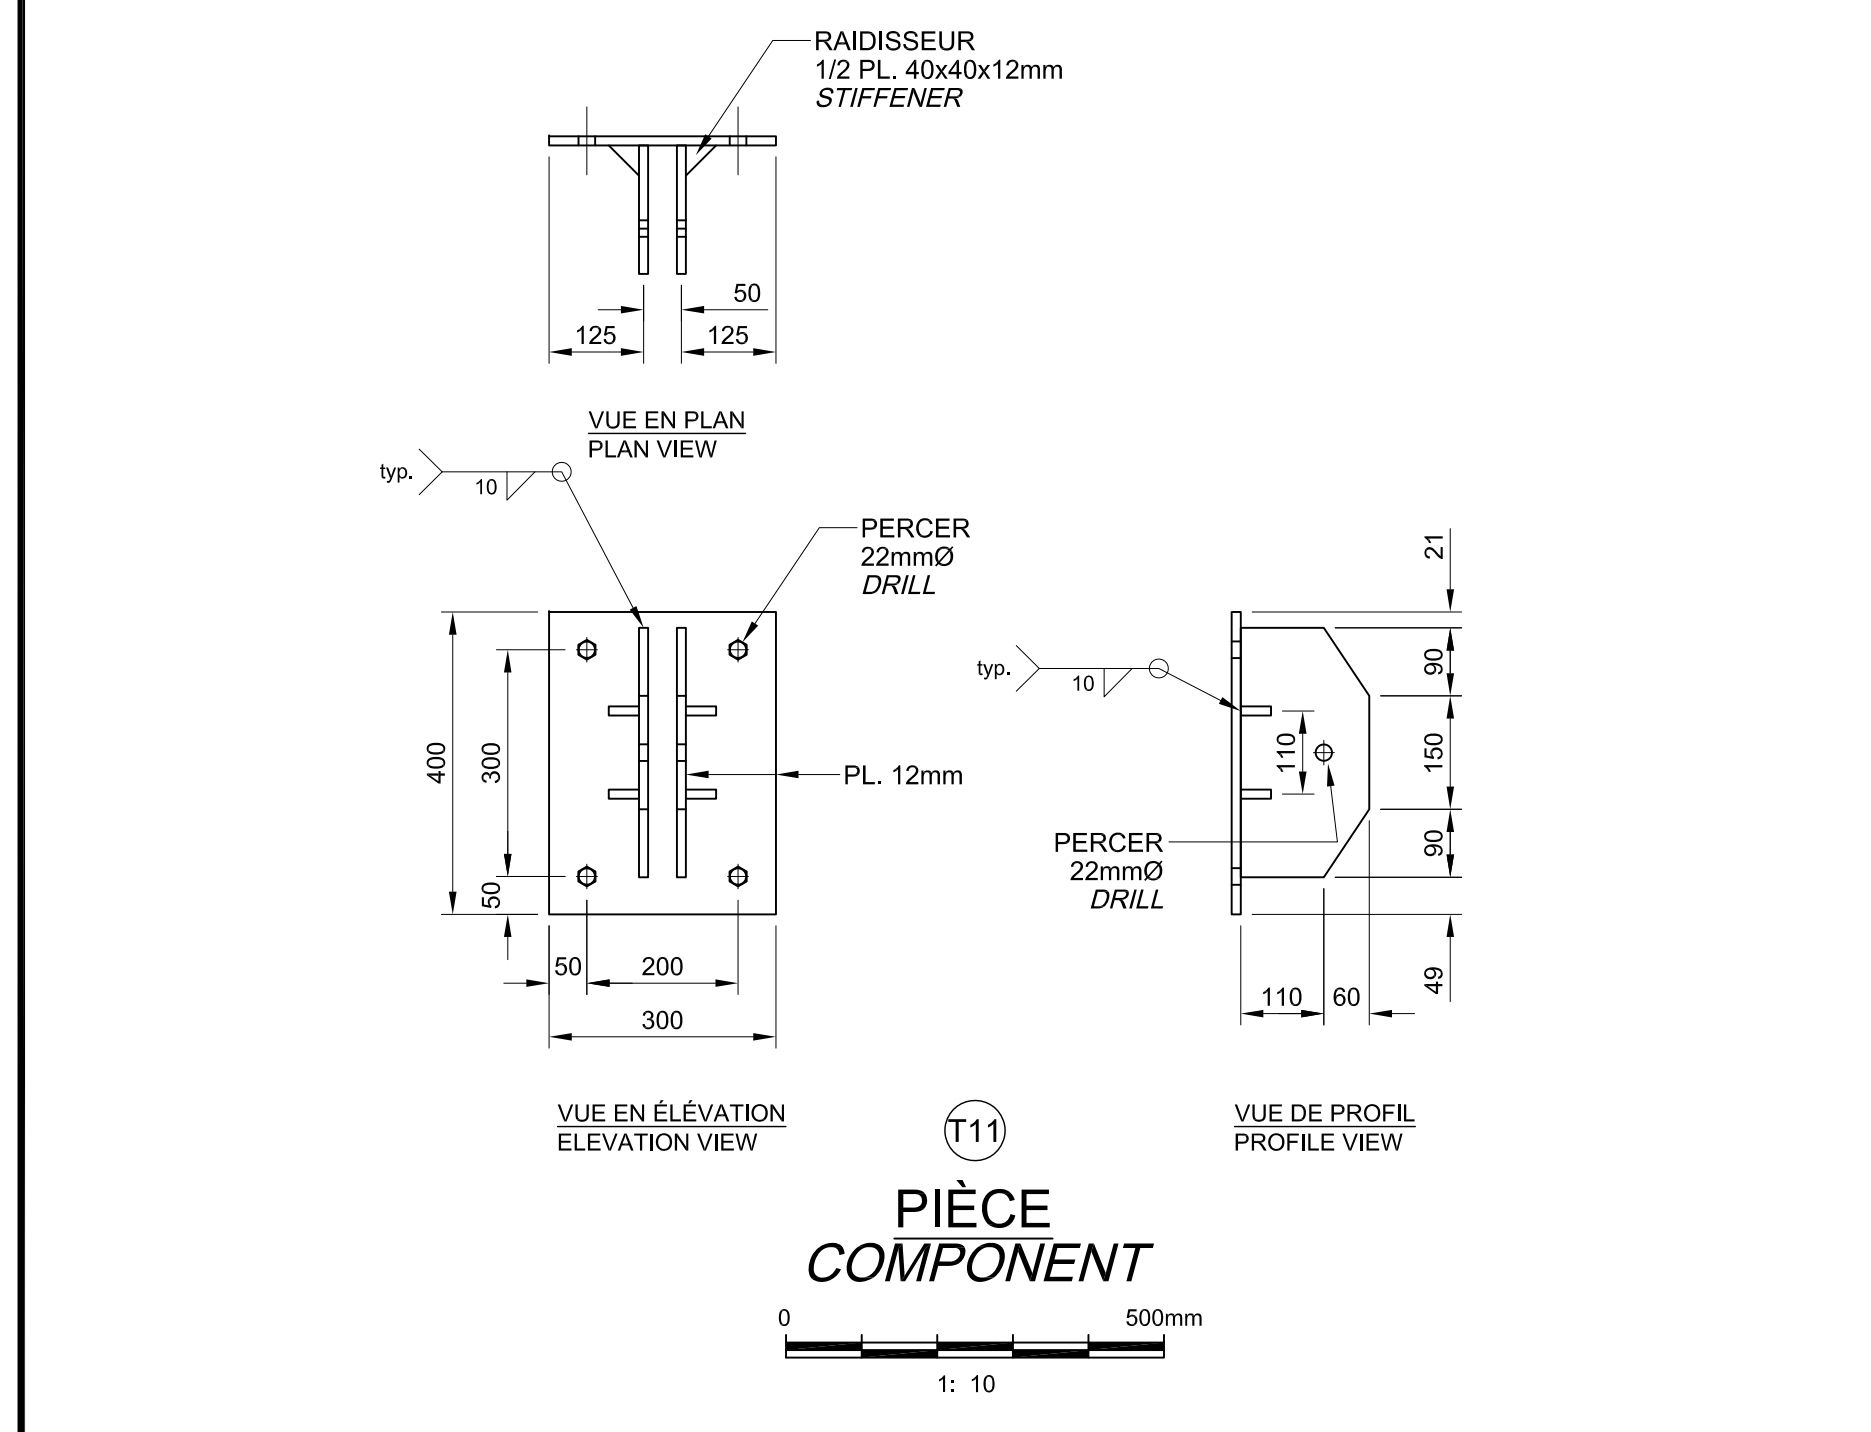 RAIDISSEUR
1/2 PL. 40x40x12mm
STIFFENER
50
125
125
VUE EN PLAN
PLAN VIEW
typ.
10
PERCER
22mmØ
DRILL
400
300
50
PL. 12mm
50
200
300
VUE EN ÉLÉVATION
ELEVATION VIEW
typ.
10
21
90
150
90
49
110
PERCER
22mmØ
DRILL
110
60
VUE DE PROFIL
PROFILE VIEW
T11
PIÈCE
COMPONENT
0
500mm
1: 10